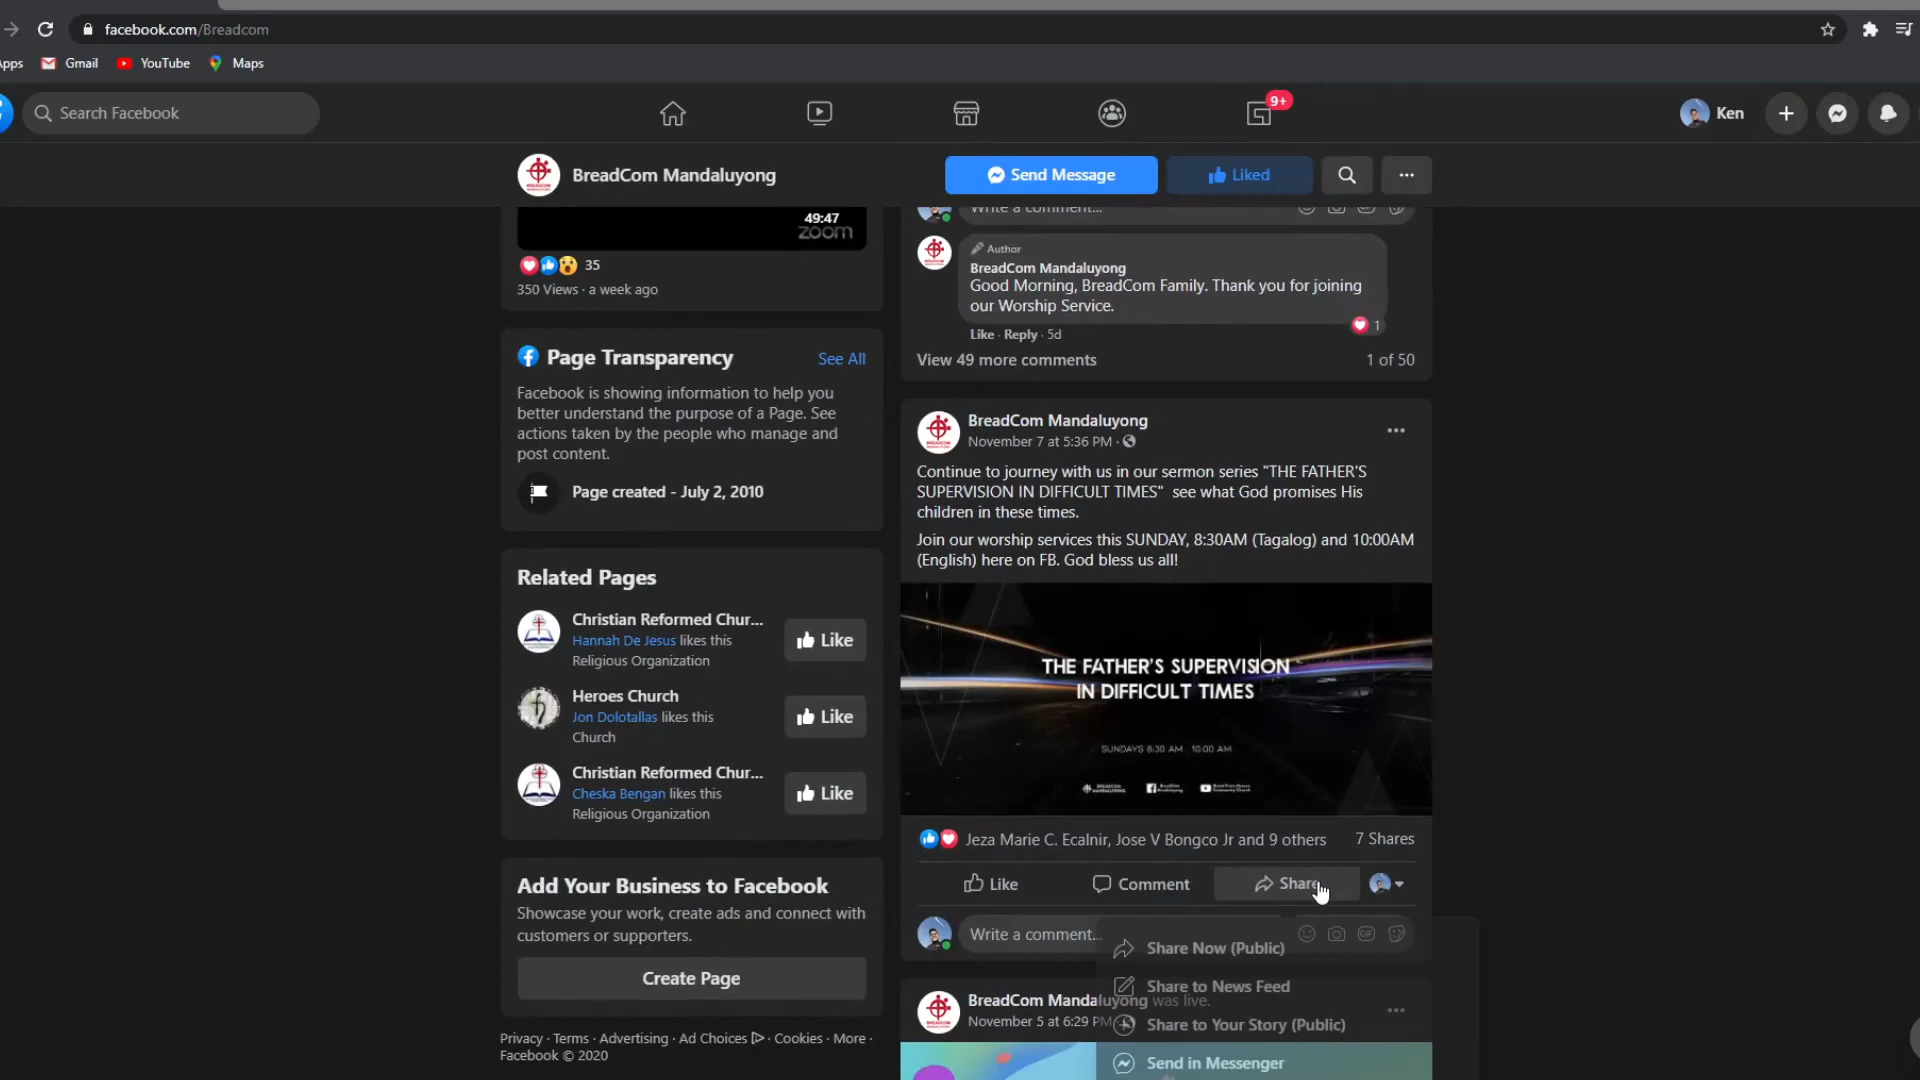 facebook.com/Breadcom
Apps Gmail YouTube Maps
Search Facebook
9+
Ken
BreadCom Mandaluyong
Send Message
Liked
49:47
zoom
35
350 Views · a week ago
Page Transparency
See All
Facebook is showing information to help you
better understand the purpose of a Page. See
actions taken by the people who manage and
post content.
Page created - July 2, 2010
Related Pages
Christian Reformed Chur...
Hannah De Jesus likes this
Religious Organization
Like
Heroes Church
Jon Dolotallas likes this
Church
Like
Christian Reformed Chur...
Cheska Bengan likes this
Religious Organization
Like
Add Your Business to Facebook
Showcase your work, create ads and connect with
customers or supporters.
Create Page
Privacy · Terms · Advertising · Ad Choices · Cookies · More ·
Facebook © 2020
Write a comment...
Author
BreadCom Mandaluyong
Good Morning, BreadCom Family. Thank you for joining
our Worship Service.
1
Like · Reply · 5d
View 49 more comments
1 of 50
BreadCom Mandaluyong
November 7 at 5:36 PM ·
Continue to journey with us in our sermon series "THE FATHER'S
SUPERVISION IN DIFFICULT TIMES" see what God promises His
children in these times.
Join our worship services this SUNDAY, 8:30AM (Tagalog) and 10:00AM
(English) here on FB. God bless us all!
THE FATHER'S SUPERVISION
IN DIFFICULT TIMES
SUNDAYS 8:30 AM . 10:00 AM
Jeza Marie C. Ecalnir, Jose V Bongco Jr and 9 others
7 Shares
Like
Comment
Share
Write a comment...
GIF
Share Now (Public)
Share to News Feed
Share to Your Story (Public)
Send in Messenger
BreadCom Mandaluyong was live.
November 5 at 6:29 PM